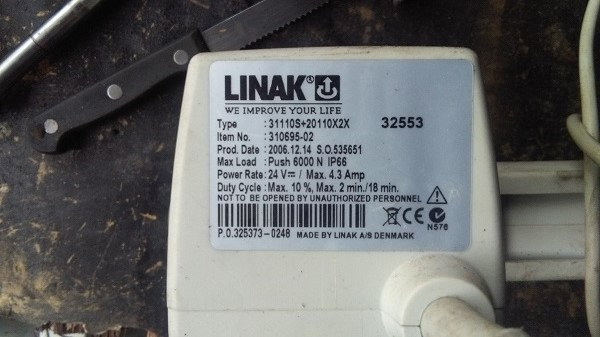 LINAK®
WE IMPROVE YOUR LIFE
Type : 31110S+20110X2X 32553
Item No. : 310695-02
Prod. Date : 2006.12.14 S.O.535651
Max Load : Push 6000 N IP66
Power Rate : 24 V⎓ / Max. 4.3 Amp
Duty Cycle : Max. 10 %, Max. 2 min./18 min.
NOT TO BE OPENED BY UNAUTHORIZED PERSONNEL
CE
N576
P.O.325373-0248 MADE BY LINAK A/S DENMARK